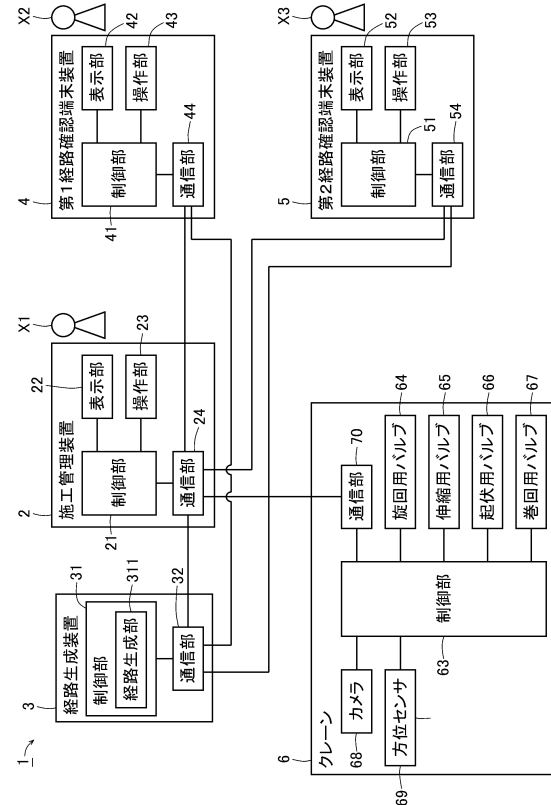 1
3
経路生成装置
31
制御部
311
経路生成部
32
通信部
2
施工管理装置
X1
21
制御部
22
表示部
23
操作部
24
通信部
4
第1経路確認端末装置
X2
41
制御部
42
表示部
43
操作部
44
通信部
5
第2経路確認端末装置
X3
51
制御部
52
表示部
53
操作部
54
通信部
6
クレーン
68
カメラ
69
方位センサ
63
制御部
70
通信部
64
旋回用バルブ
65
伸縮用バルブ
66
起伏用バルブ
67
巻回用バルブ